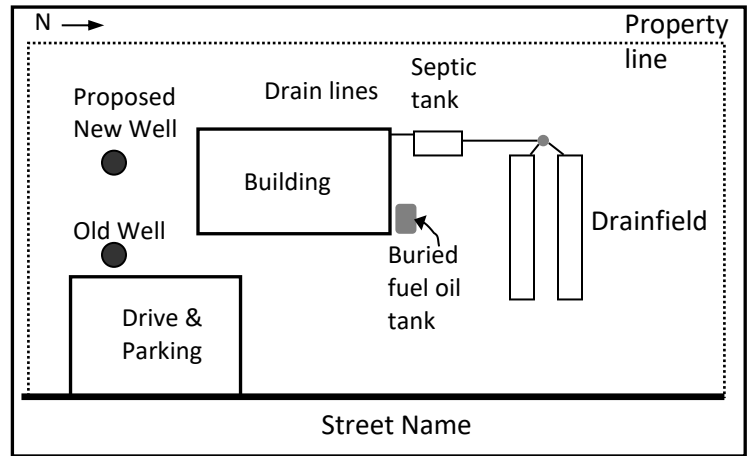 N
Property
line
Septic
tank
Drain lines
Proposed
New Well
Building
Old Well
Drainfield
Buried
fuel oil
tank
Drive &
Parking
Street Name